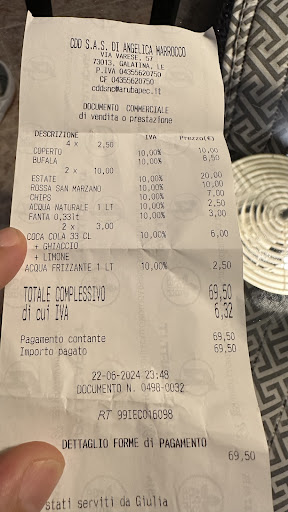 CDD S.A.S. DI ANGELICA MARROCCO
VIA VARESE, 57
73013, GALATINA, LE
P.IVA 04355620750
CF 04355620750
cddsnc@arubapec.it
DOCUMENTO COMMERCIALE
di vendita o prestazione
DESCRIZIONE IVA Prezzo(€)
4 x 2,50
COPERTO 10,00% 10,00
BUFALA 10,00% 8,50
2 x 10,00
ESTATE 10,00% 20,00
ROSSA SAN MARZANO 10,00% 10,00
CHIPS 10,00% 7,00
ACQUA NATURALE 1 LT 10,00% 2,50
FANTA 0,33lt 10,00% 3,00
2 x 3,00
COCA COLA 33 CL 10,00% 6,00
+ GHIACCIO
+ LIMONE
ACQUA FRIZZANTE 1 LT 10,00% 2,50
TOTALE COMPLESSIVO 69,50
di cui IVA 6,32
Pagamento contante 69,50
Importo pagato 69,50
22-06-2024 23:48
DOCUMENTO N. 0498-0032
RT 99IEC016098
DETTAGLIO FORME di PAGAMENTO
69,50
stati serviti da Giulia